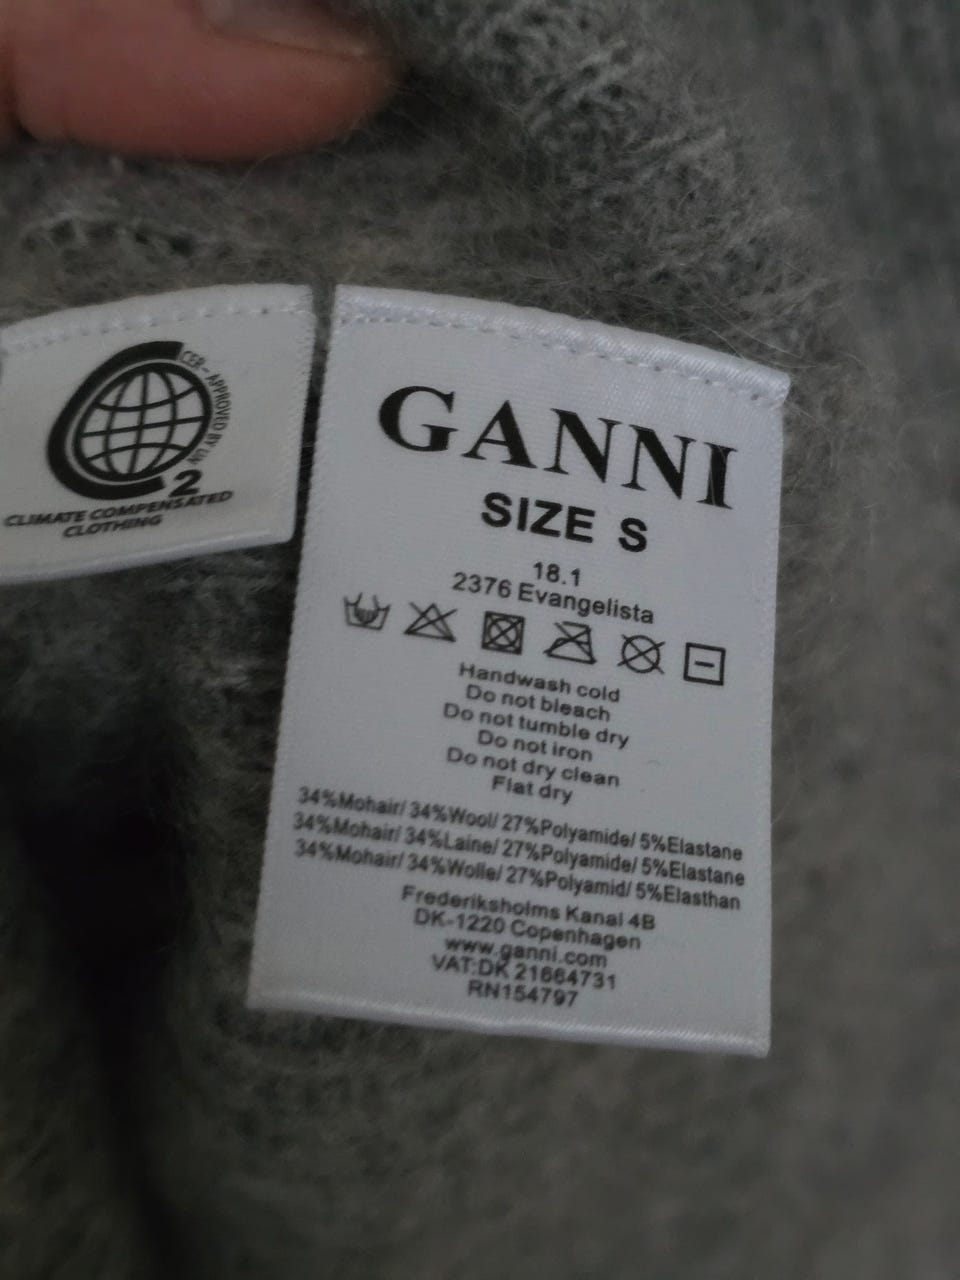 CER - APPROVED BY UN
2
CLIMATE COMPENSATED
CLOTHING
GANNI
SIZE S
18.1
2376 Evangelista
Handwash cold
Do not bleach
Do not tumble dry
Do not iron
Do not dry clean
Flat dry
34%Mohair/ 34%Wool/ 27%Polyamide/ 5%Elastane
34%Mohair/ 34%Laine/ 27%Polyamide/ 5%Elastane
34%Mohair/ 34%Wolle/ 27%Polyamid/ 5%Elasthan
Frederiksholms Kanal 4B
DK-1220 Copenhagen
www.ganni.com
VAT:DK 21664731
RN154797